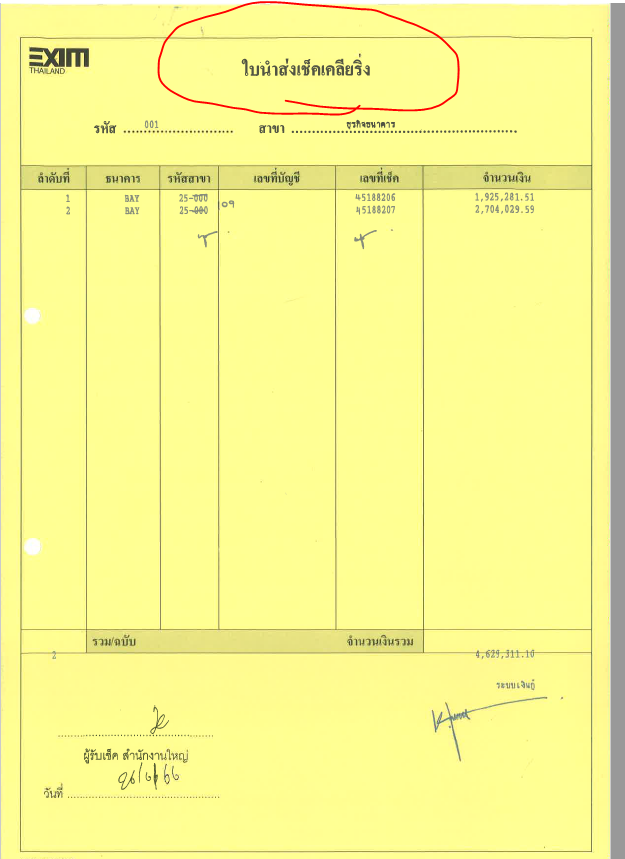 EXIM
THAILAND
ใบนำส่งเช็คเคลียริ่ง
รหัส 001 สาขา ธุรกิจธนาคาร
ลำดับที่ ธนาคาร รหัสสาขา เลขที่บัญชี เลขที่เช็ค จำนวนเงิน
1 BAY 25-000 45188206 1,925,281.51
2 BAY 25-000 45188207 2,704,029.59
รวม/ฉบับ จำนวนเงินรวม
2 4,629,311.10
ระบบเงินกู้
ผู้รับเช็ค สำนักงานใหญ่
วันที่